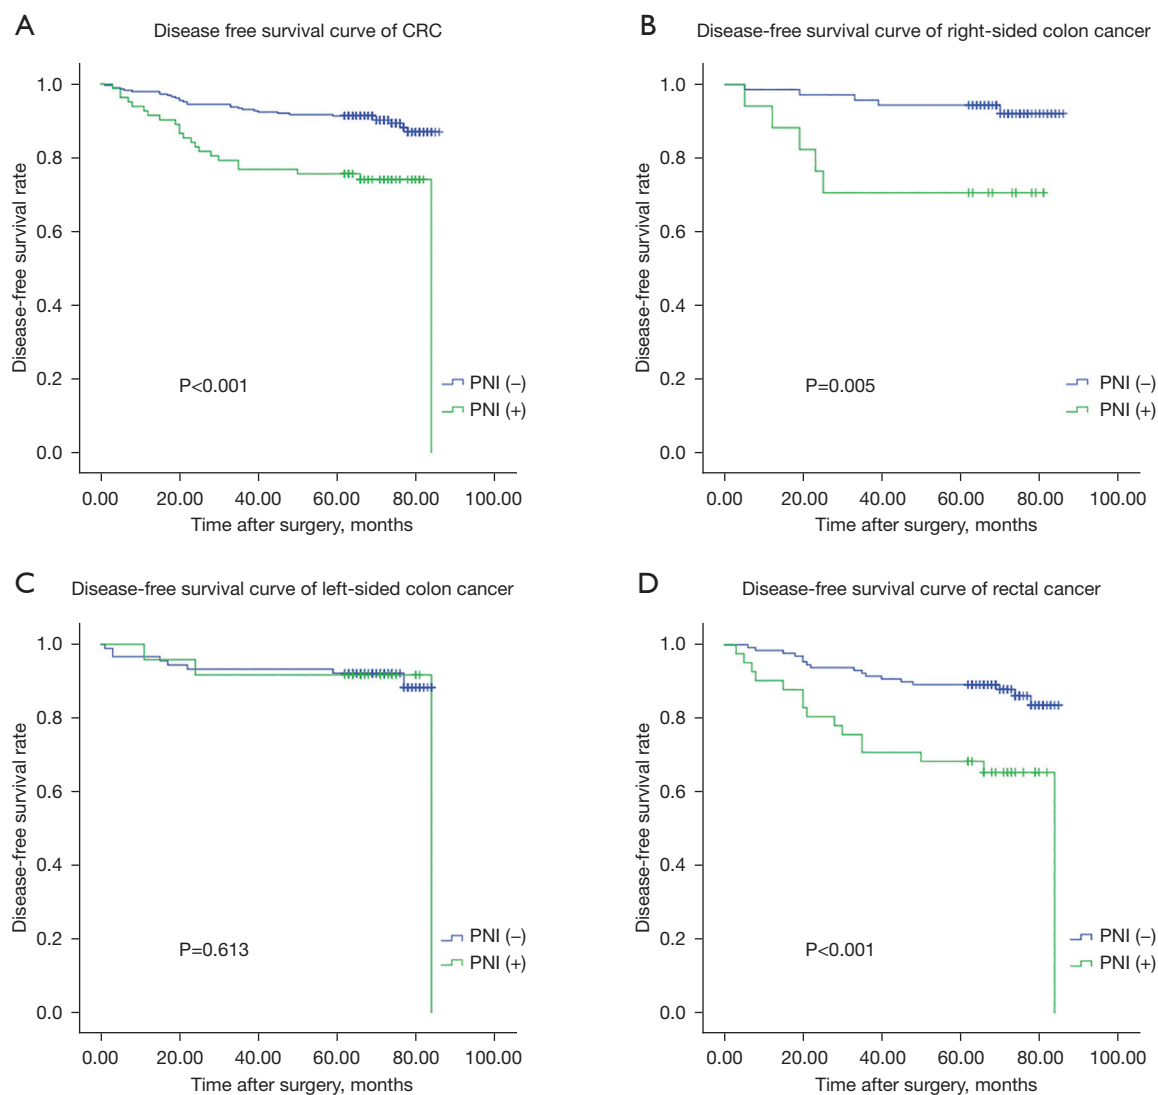 A
Disease free survival curve of CRC
Disease-free survival rate
1.0
0.8
0.6
0.4
0.2
0.0
P<0.001
PNI (–)
PNI (+)
0.00 20.00 40.00 60.00 80.00 100.00
Time after surgery, months
B
Disease-free survival curve of right-sided colon cancer
Disease-free survival rate
1.0
0.8
0.6
0.4
0.2
0.0
P=0.005
PNI (–)
PNI (+)
0.00 20.00 40.00 60.00 80.00 100.00
Time after surgery, months
C
Disease-free survival curve of left-sided colon cancer
Disease-free survival rate
1.0
0.8
0.6
0.4
0.2
0.0
P=0.613
PNI (–)
PNI (+)
0.00 20.00 40.00 60.00 80.00 100.00
Time after surgery, months
D
Disease-free survival curve of rectal cancer
Disease-free survival rate
1.0
0.8
0.6
0.4
0.2
0.0
P<0.001
PNI (–)
PNI (+)
0.00 20.00 40.00 60.00 80.00 100.00
Time after surgery, months